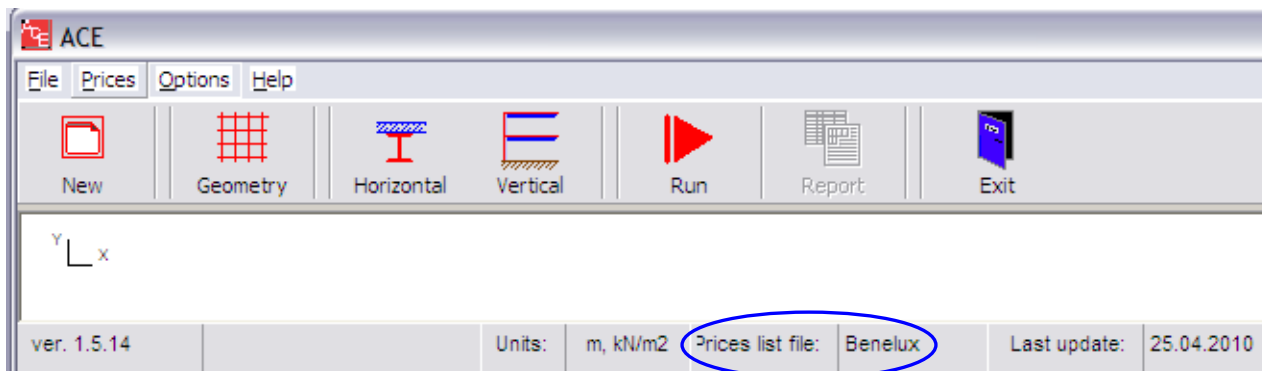 ACE
File Prices Options Help
New Geometry Horizontal Vertical Run Report Exit
Y
X
ver. 1.5.14 Units: m, kN/m2 Prices list file: Benelux Last update: 25.04.2010